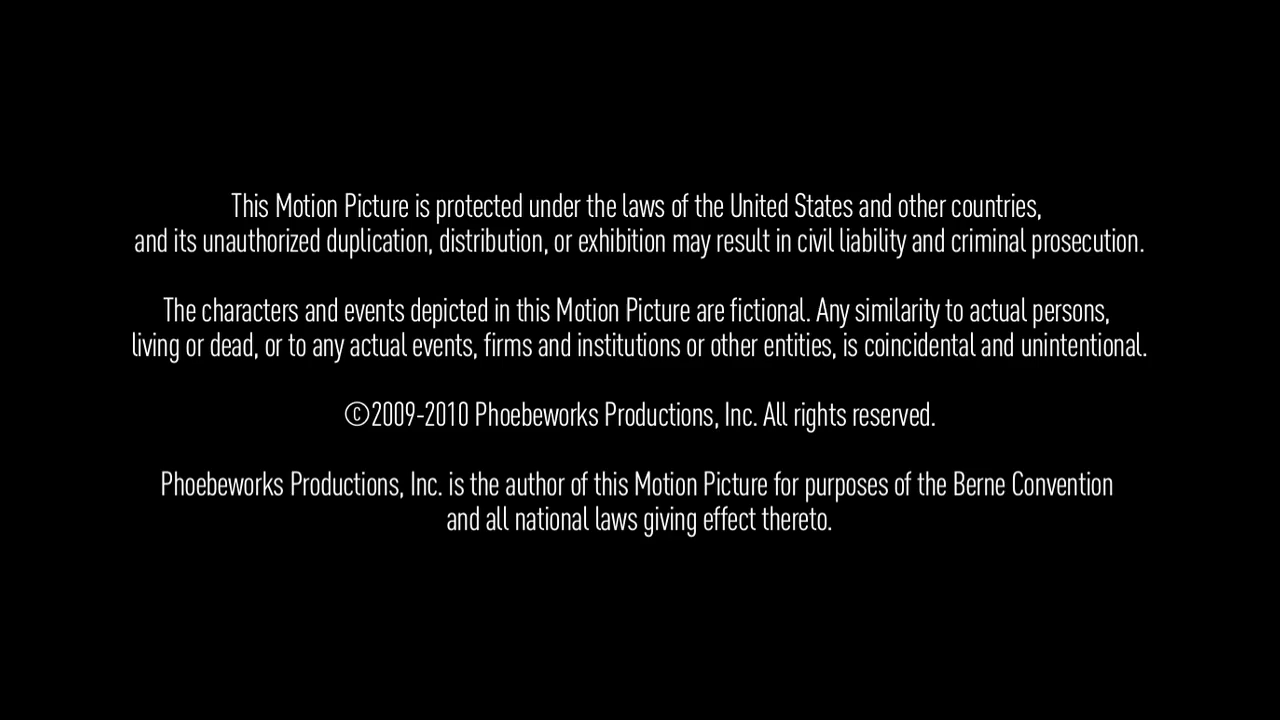 This Motion Picture is protected under the laws of the United States and other countries,
and its unauthorized duplication, distribution, or exhibition may result in civil liability and criminal prosecution.
The characters and events depicted in this Motion Picture are fictional. Any similarity to actual persons,
living or dead, or to any actual events, firms and institutions or other entities, is coincidental and unintentional.
©2009-2010 Phoebeworks Productions, Inc. All rights reserved.
Phoebeworks Productions, Inc. is the author of this Motion Picture for purposes of the Berne Convention
and all national laws giving effect thereto.